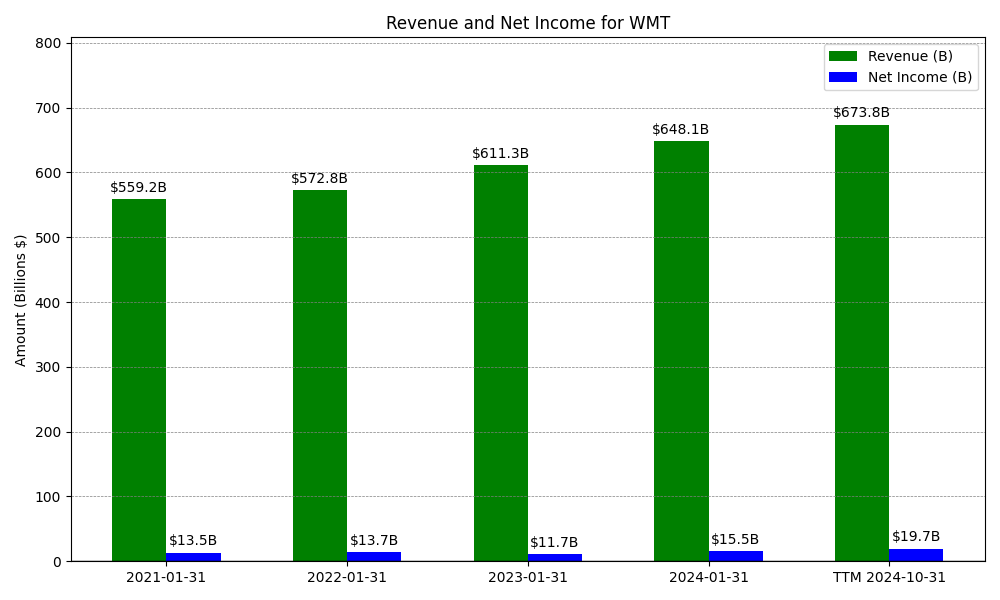 Revenue and Net Income for WMT
Revenue (B)
Net Income (B)
Amount (Billions $)
800
700
600
500
400
300
200
100
0
$559.2B
$572.8B
$611.3B
$648.1B
$673.8B
$13.5B
$13.7B
$11.7B
$15.5B
$19.7B
2021-01-31
2022-01-31
2023-01-31
2024-01-31
TTM 2024-10-31